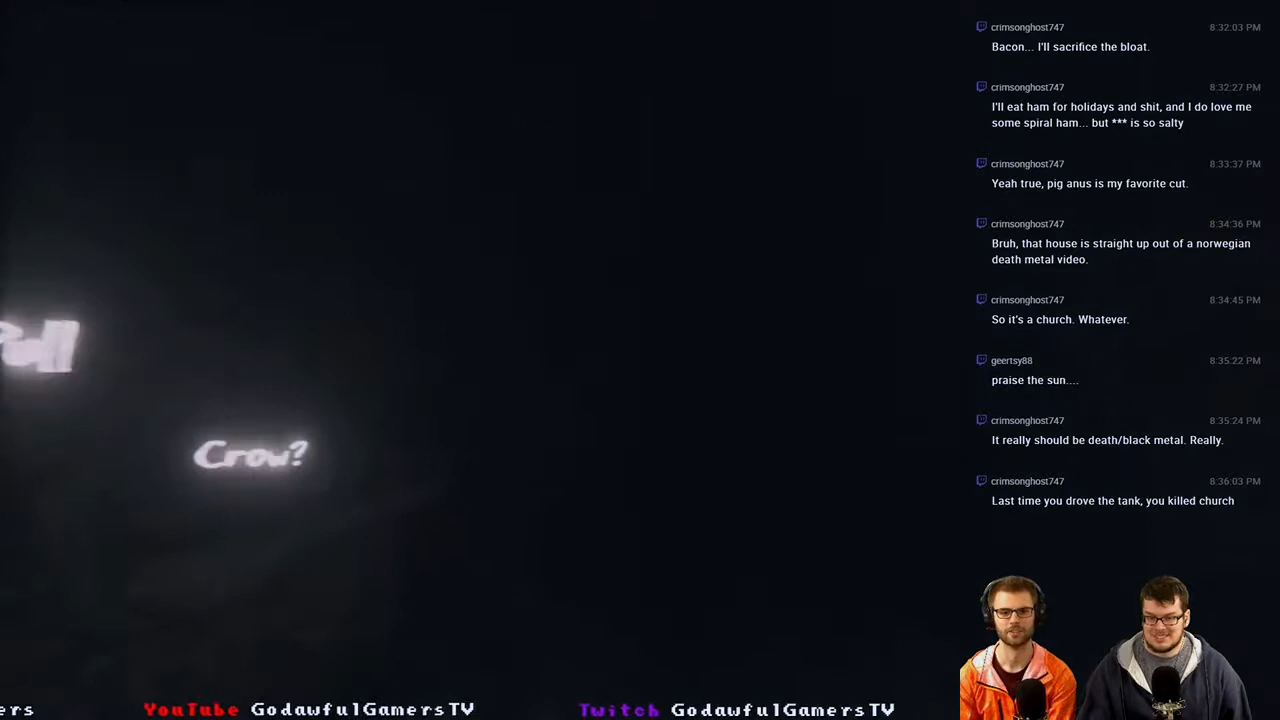 Crow?
crimsonghost747 8:32:03 PM
Bacon... I'll sacrifice the bloat.
crimsonghost747 8:32:27 PM
I'll eat ham for holidays and shit, and I do love me
some spiral ham... but *** is so salty
crimsonghost747 8:33:37 PM
Yeah true, pig anus is my favorite cut.
crimsonghost747 8:34:36 PM
Bruh, that house is straight up out of a norwegian
death metal video.
crimsonghost747 8:34:45 PM
So it's a church. Whatever.
geertsy88 8:35:22 PM
praise the sun....
crimsonghost747 8:35:24 PM
It really should be death/black metal. Really.
crimsonghost747 8:36:03 PM
Last time you drove the tank, you killed church
ers YouTube GodawfulGamersTV Twitch GodawfulGamersTV